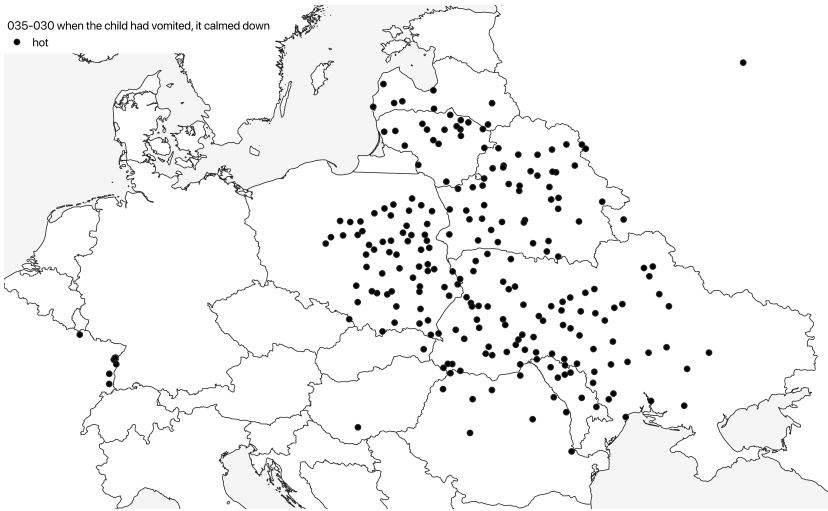 035-030 when the child had vomited, it calmed down
hot